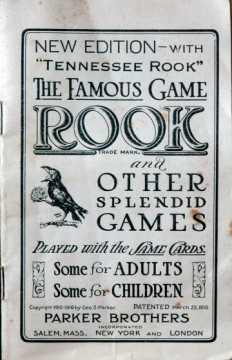 NEW EDITION—WITH
"TENNESSEE ROOK"
THE FAMOUS GAME
ROOK
TRADE MARK.
and
OTHER
SPLENDID
GAMES
PLAYED with the SAME CARDS.
Some for ADULTS
Some for CHILDREN.
Copyright 1910-1916 by Geo. S. Parker PATENTED March 22, 1910
PARKER BROTHERS
INCORPORATED
SALEM, MASS. NEW YORK and LONDON